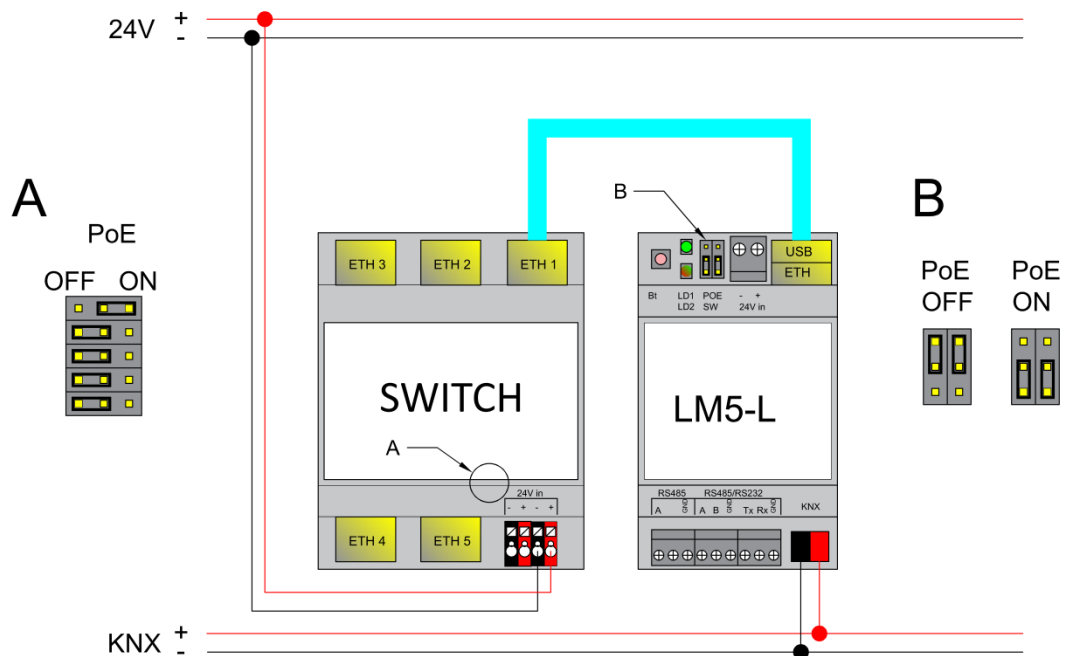 24V + -
A
PoE
OFF ON
B
PoE OFF
PoE ON
ETH 3 ETH 2 ETH 1
SWITCH
A
24V in
- + - +
ETH 4 ETH 5
B
USB
ETH
Bt LD1 POE - +
LD2 SW 24V in
LM5-L
RS485 RS485/RS232 KNX
A GND A B GND Tx Rx GND
KNX + -